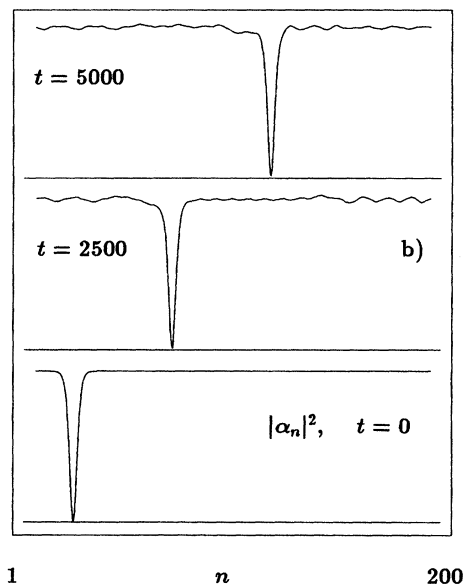 t = 5000
t = 2500
b)
|αₙ|², t = 0
1 n 200